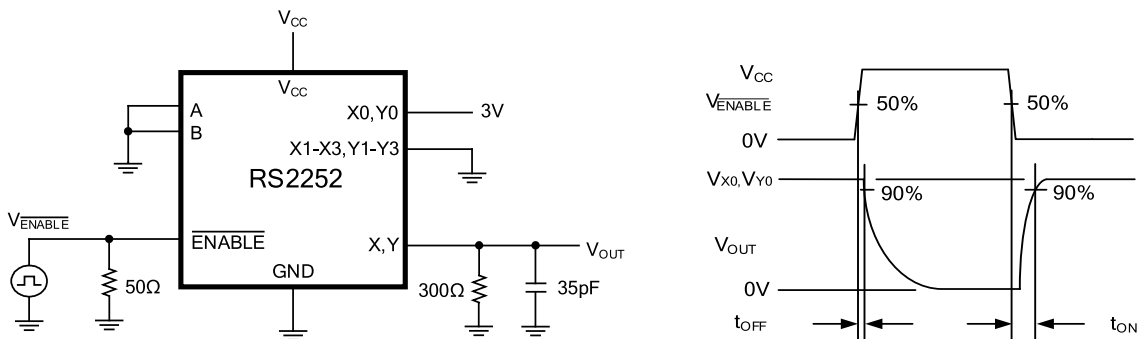 VCC
VCC
A
B
X0,Y0
3V
X1-X3,Y1-Y3
RS2252
VENABLE
ENABLE
X,Y
VOUT
GND
50Ω
300Ω
35pF
VCC
VENABLE
50%
50%
0V
VX0,VY0
90%
90%
VOUT
0V
tOFF
tON